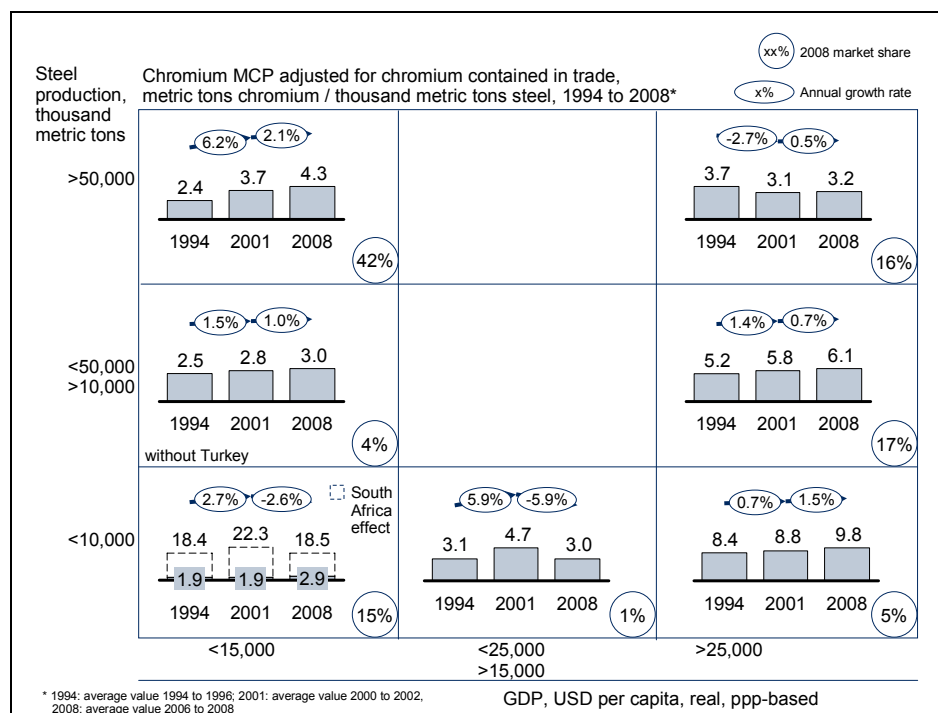 Steel
production,
thousand
metric tons
Chromium MCP adjusted for chromium contained in trade,
metric tons chromium / thousand metric tons steel, 1994 to 2008*
xx% 2008 market share
x% Annual growth rate
>50,000
6.2% 2.1%
2.4 3.7 4.3
1994 2001 2008
42%
-2.7% 0.5%
3.7 3.1 3.2
1994 2001 2008
16%
<50,000
>10,000
1.5% 1.0%
2.5 2.8 3.0
1994 2001 2008
without Turkey
4%
1.4% 0.7%
5.2 5.8 6.1
1994 2001 2008
17%
<10,000
2.7% -2.6%
South
Africa
effect
18.4 22.3 18.5
1.9 1.9 2.9
1994 2001 2008
15%
5.9% -5.9%
3.1 4.7 3.0
1994 2001 2008
1%
0.7% 1.5%
8.4 8.8 9.8
1994 2001 2008
5%
<15,000
<25,000
>15,000
>25,000
GDP, USD per capita, real, ppp-based
* 1994: average value 1994 to 1996; 2001: average value 2000 to 2002,
2008: average value 2006 to 2008